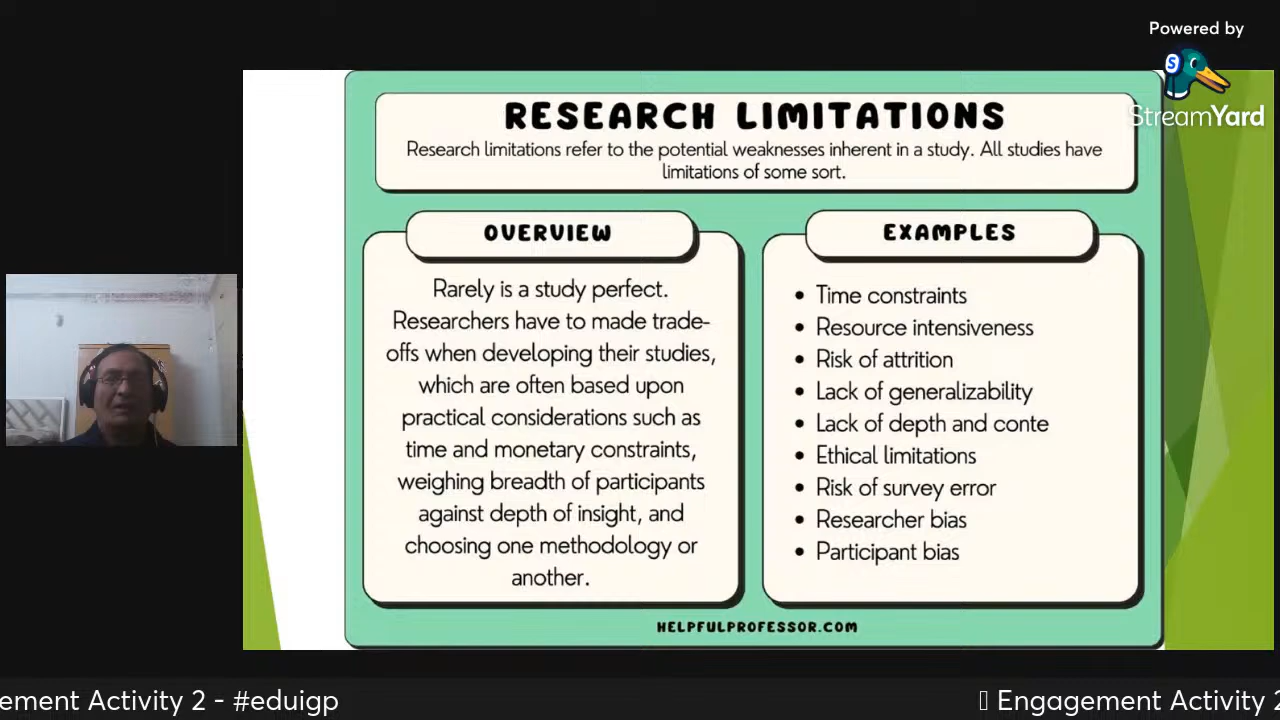 Powered by
StreamYard
RESEARCH LIMITATIONS
Research limitations refer to the potential weaknesses inherent in a study. All studies have
limitations of some sort.
OVERVIEW
Rarely is a study perfect.
Researchers have to made trade-
offs when developing their studies,
which are often based upon
practical considerations such as
time and monetary constraints,
weighing breadth of participants
against depth of insight, and
choosing one methodology or
another.
EXAMPLES
• Time constraints
• Resource intensiveness
• Risk of attrition
• Lack of generalizability
• Lack of depth and conte
• Ethical limitations
• Risk of survey error
• Researcher bias
• Participant bias
HELPFULPROFESSOR.COM
ement Activity 2 - #eduigp
Engagement Activity 2